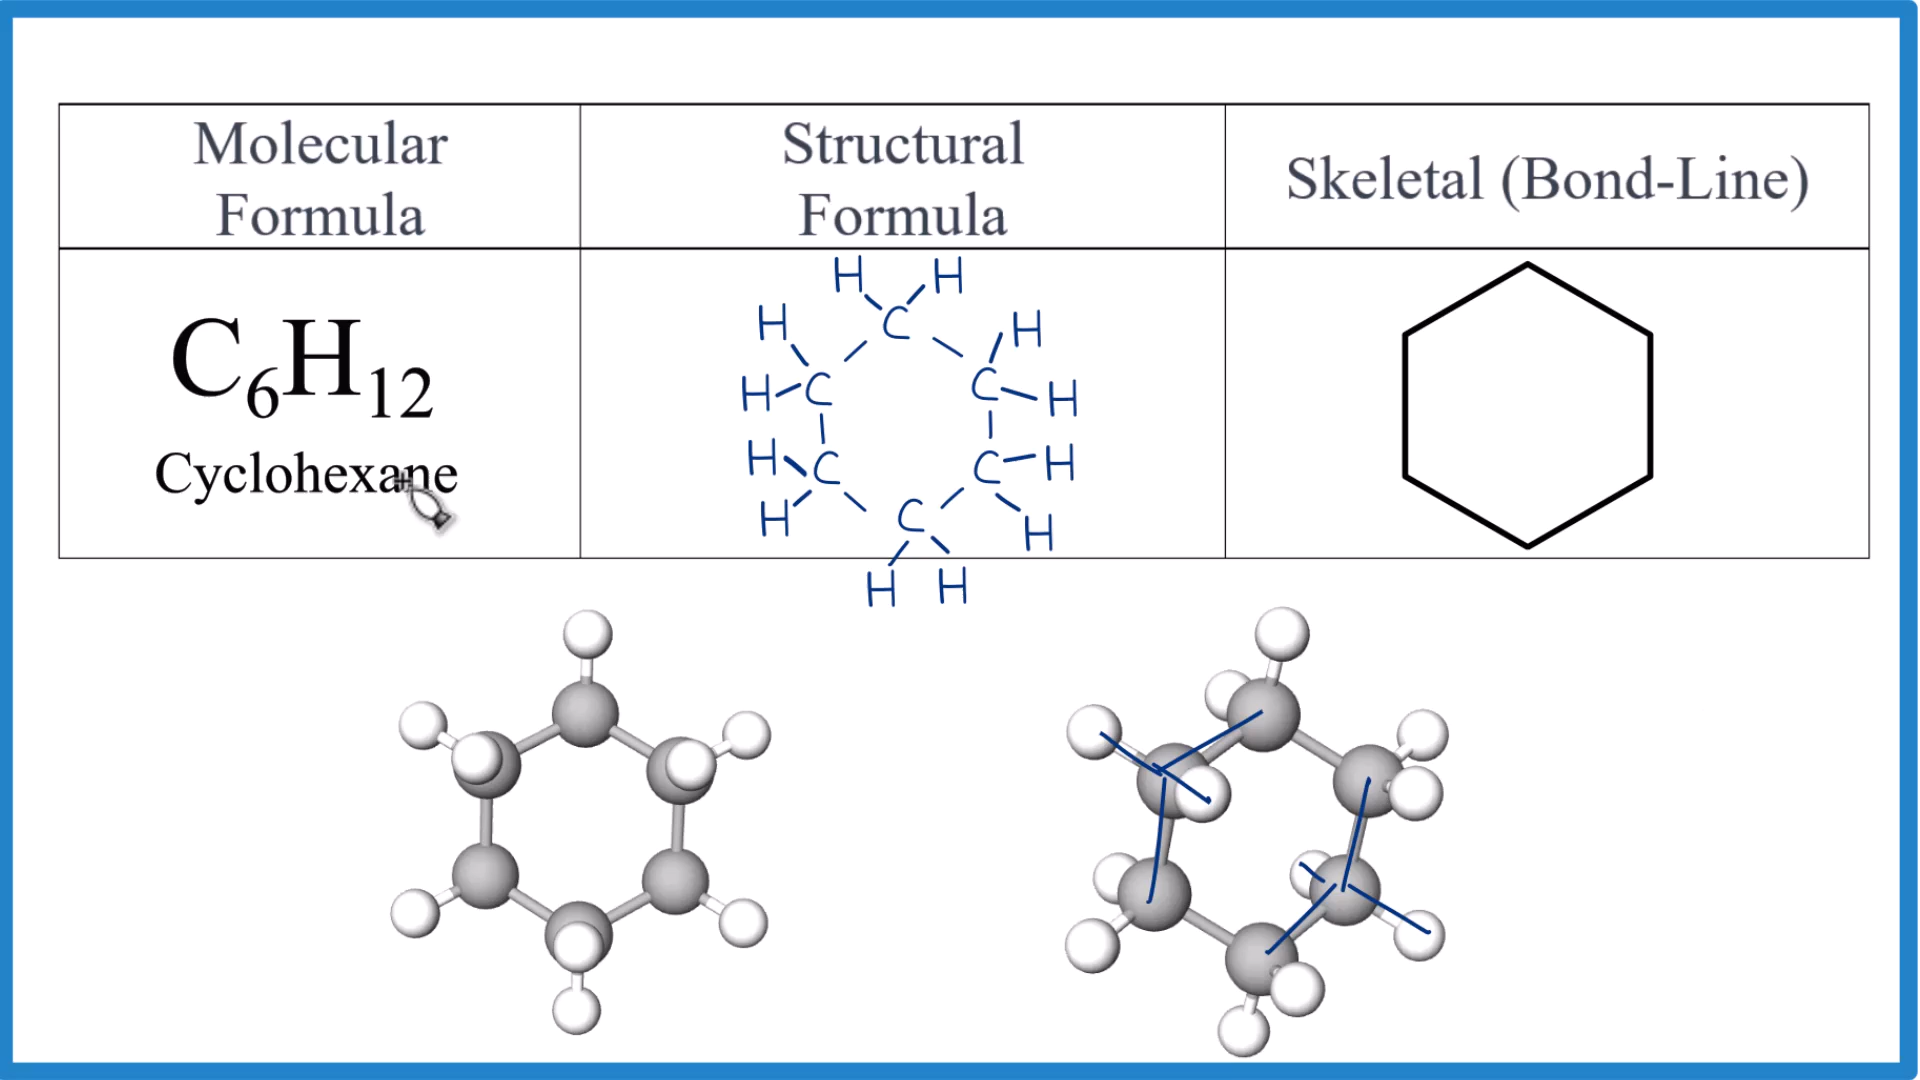 Molecular
Formula
Structural
Formula
Skeletal (Bond-Line)
C₆H₁₂
Cyclohexane
H H
C
H H
C C
H H
H H
C C
H H
C
H H